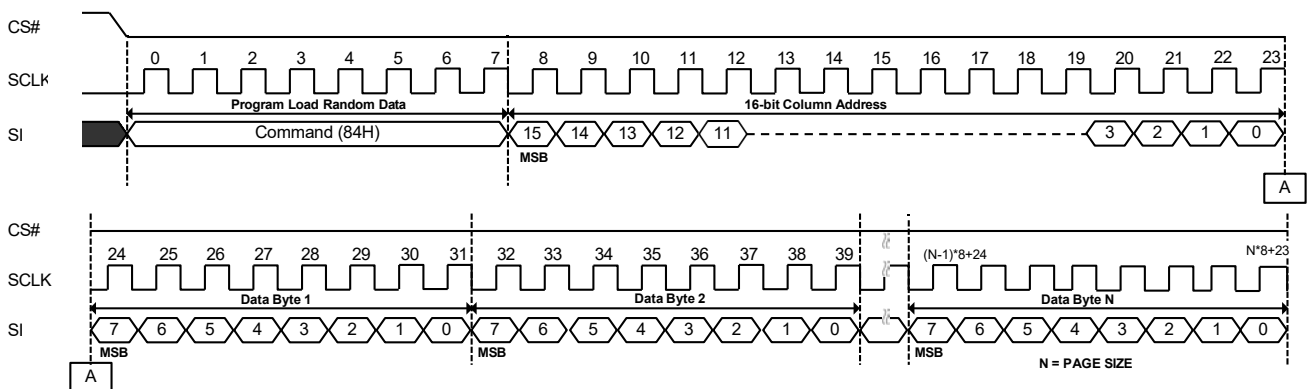 CS#
0 1 2 3 4 5 6 7 8 9 10 11 12 13 14 15 16 17 18 19 20 21 22 23
SCLK
Program Load Random Data 16-bit Column Address
SI Command (84H) 15 14 13 12 11 3 2 1 0
MSB
A
CS#
24 25 26 27 28 29 30 31 32 33 34 35 36 37 38 39 (N-1)*8+24 N*8+23
SCLK
Data Byte 1 Data Byte 2 Data Byte N
SI 7 6 5 4 3 2 1 0 7 6 5 4 3 2 1 0 7 6 5 4 3 2 1 0
MSB MSB MSB
N = PAGE SIZE
A